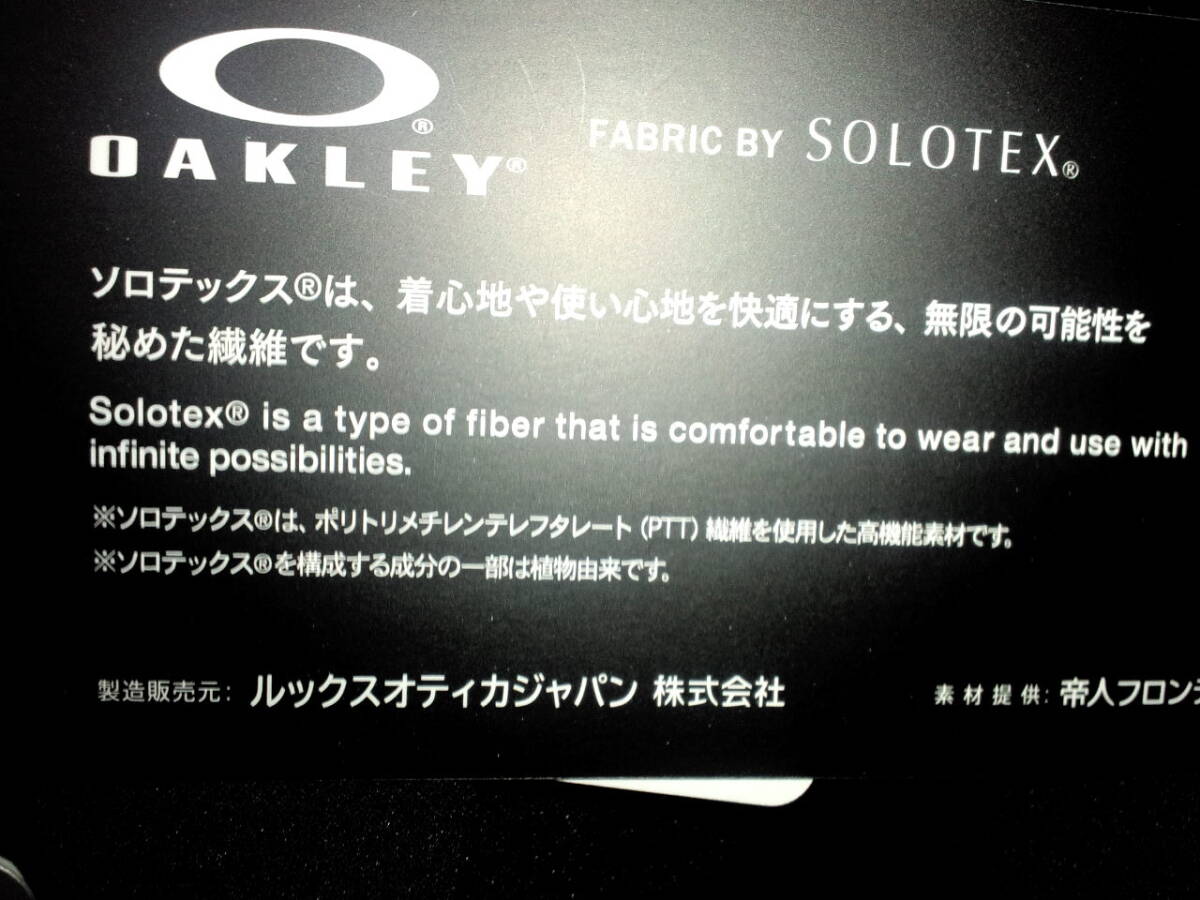 OAKLEY®
FABRIC BY SOLOTEX®
ソロテックス®は、着心地や使い心地を快適にする、無限の可能性を
秘めた繊維です。
Solotex® is a type of fiber that is comfortable to wear and use with
infinite possibilities.
※ソロテックス®は、ポリトリメチレンテレフタレート（PTT）繊維を使用した高機能素材です。
※ソロテックス®を構成する成分の一部は植物由来です。
製造販売元：ルックスオティカジャパン 株式会社
素材提供：帝人フロン